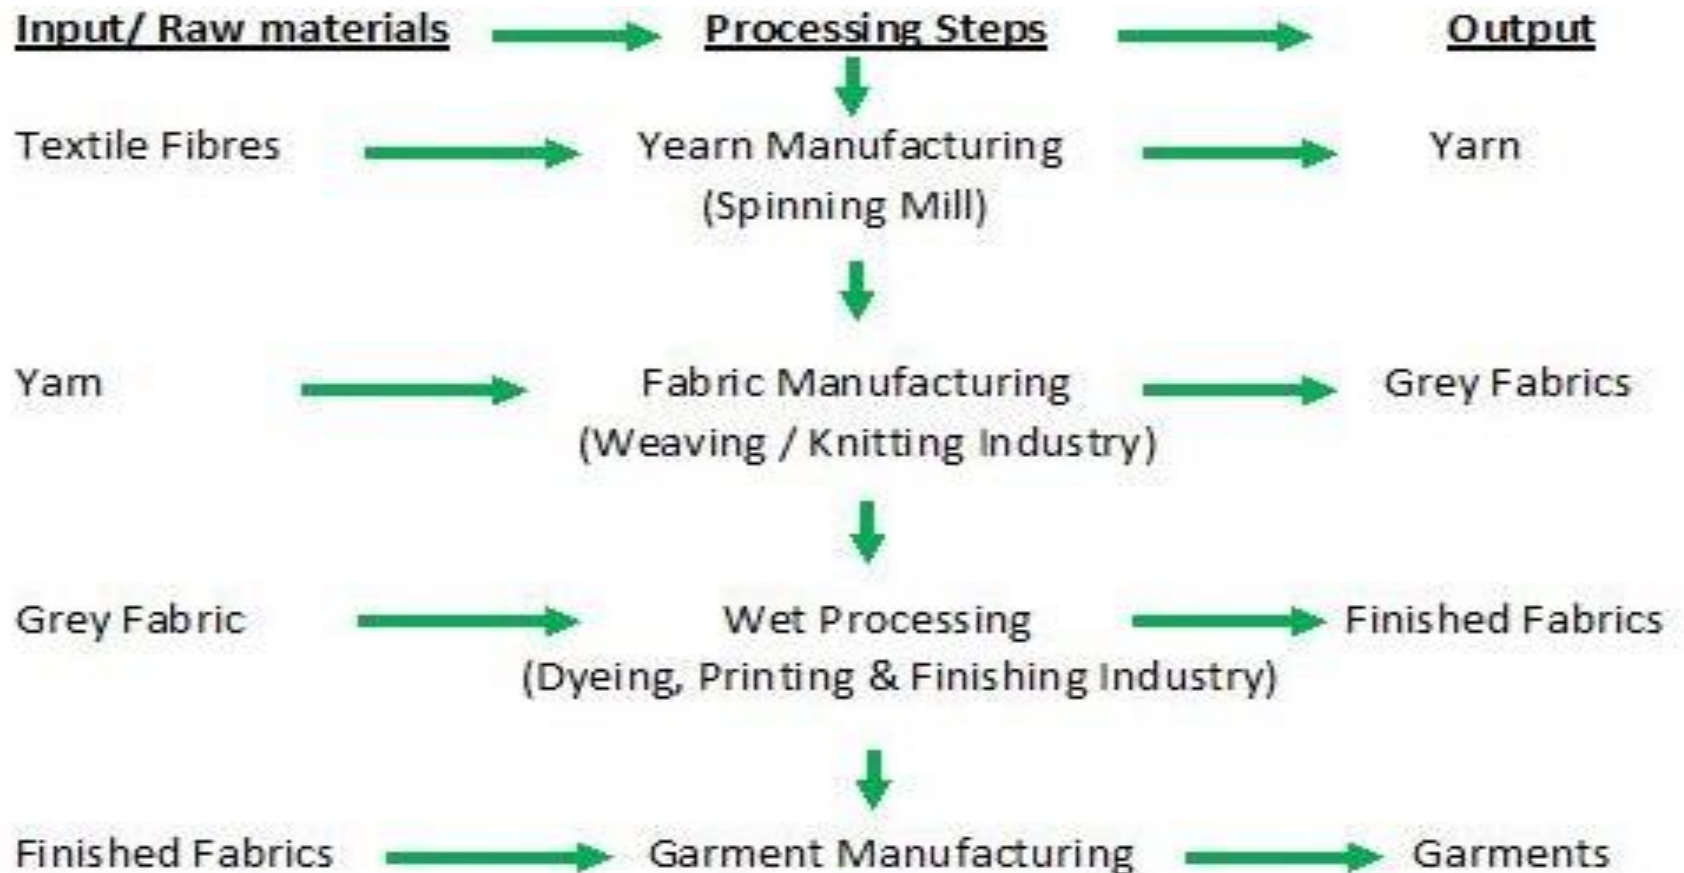 Input/ Raw materials Processing Steps Output
Textile Fibres Yearn Manufacturing Yarn
(Spinning Mill)
Yarn Fabric Manufacturing Grey Fabrics
(Weaving / Knitting Industry)
Grey Fabric Wet Processing Finished Fabrics
(Dyeing, Printing & Finishing Industry)
Finished Fabrics Garment Manufacturing Garments